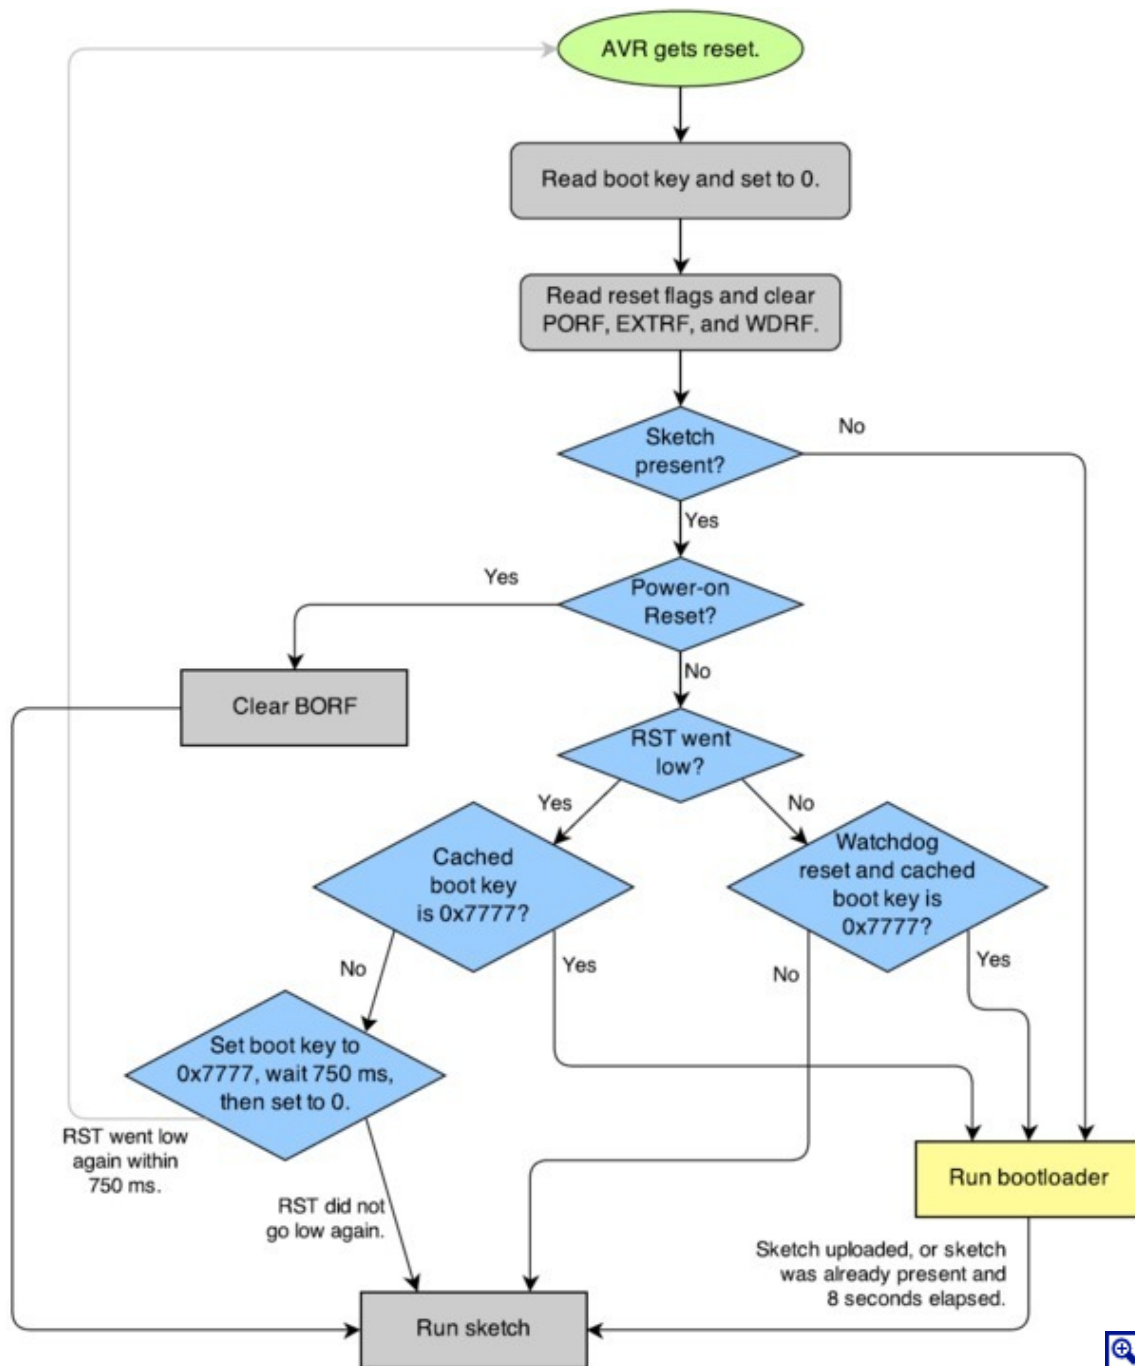 AVR gets reset.
Read boot key and set to 0.
Read reset flags and clear
PORF, EXTRF, and WDRF.
Sketch
present?
No
Yes
Power-on
Reset?
Yes
No
Clear BORF
RST went
low?
Yes
No
Cached
boot key
is 0x7777?
Watchdog
reset and cached
boot key is
0x7777?
No
Yes
No
Yes
Set boot key to
0x7777, wait 750 ms,
then set to 0.
RST went low
again within
750 ms.
RST did not
go low again.
Run bootloader
Sketch uploaded, or sketch
was already present and
8 seconds elapsed.
Run sketch